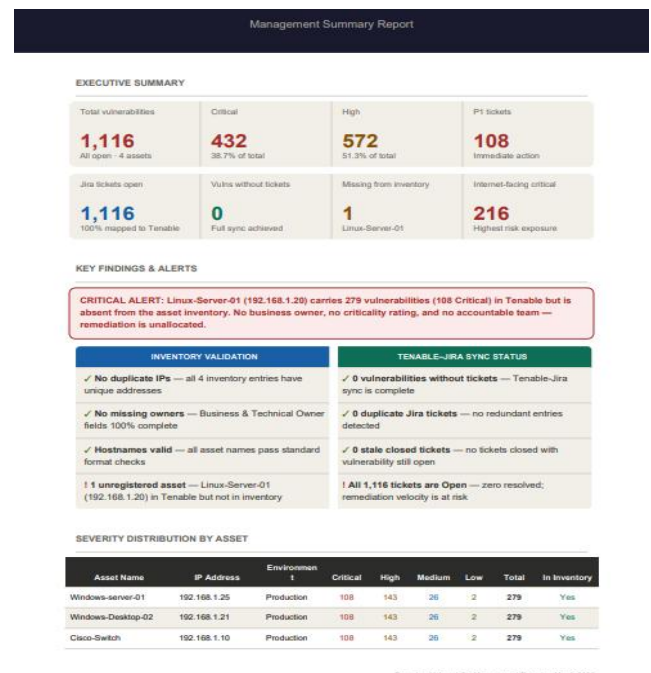 Management Summary Report
EXECUTIVE SUMMARY
Total vulnerabilities
1,116
All open · 4 assets
Critical
432
38.7% of total
High
572
51.3% of total
P1 tickets
108
Immediate action
Jira tickets open
1,116
100% mapped to Tenable
Vulns without tickets
0
Full sync achieved
Missing from inventory
1
Linux-Server-01
Internet-facing critical
216
Highest risk exposure
KEY FINDINGS & ALERTS
CRITICAL ALERT: Linux-Server-01 (192.168.1.20) carries 279 vulnerabilities (108 Critical) in Tenable but is
absent from the asset inventory. No business owner, no criticality rating, and no accountable team —
remediation is unallocated.
INVENTORY VALIDATION
✓ No duplicate IPs — all 4 inventory entries have
unique addresses
✓ No missing owners — Business & Technical Owner
fields 100% complete
✓ Hostnames valid — all asset names pass standard
format checks
! 1 unregistered asset — Linux-Server-01
(192.168.1.20) in Tenable but not in inventory
TENABLE–JIRA SYNC STATUS
✓ 0 vulnerabilities without tickets — Tenable-Jira
sync is complete
✓ 0 duplicate Jira tickets — no redundant entries
detected
✓ 0 stale closed tickets — no tickets closed with
vulnerability still open
! All 1,116 tickets are Open — zero resolved;
remediation velocity is at risk
SEVERITY DISTRIBUTION BY ASSET
Asset Name IP Address Environmen
t Critical High Medium Low Total In Inventory
Windows-server-01 192.168.1.25 Production 108 143 26 2 279 Yes
Windows-Desktop-02 192.168.1.21 Production 108 143 26 2 279 Yes
Cisco-Switch 192.168.1.10 Production 108 143 26 2 279 Yes